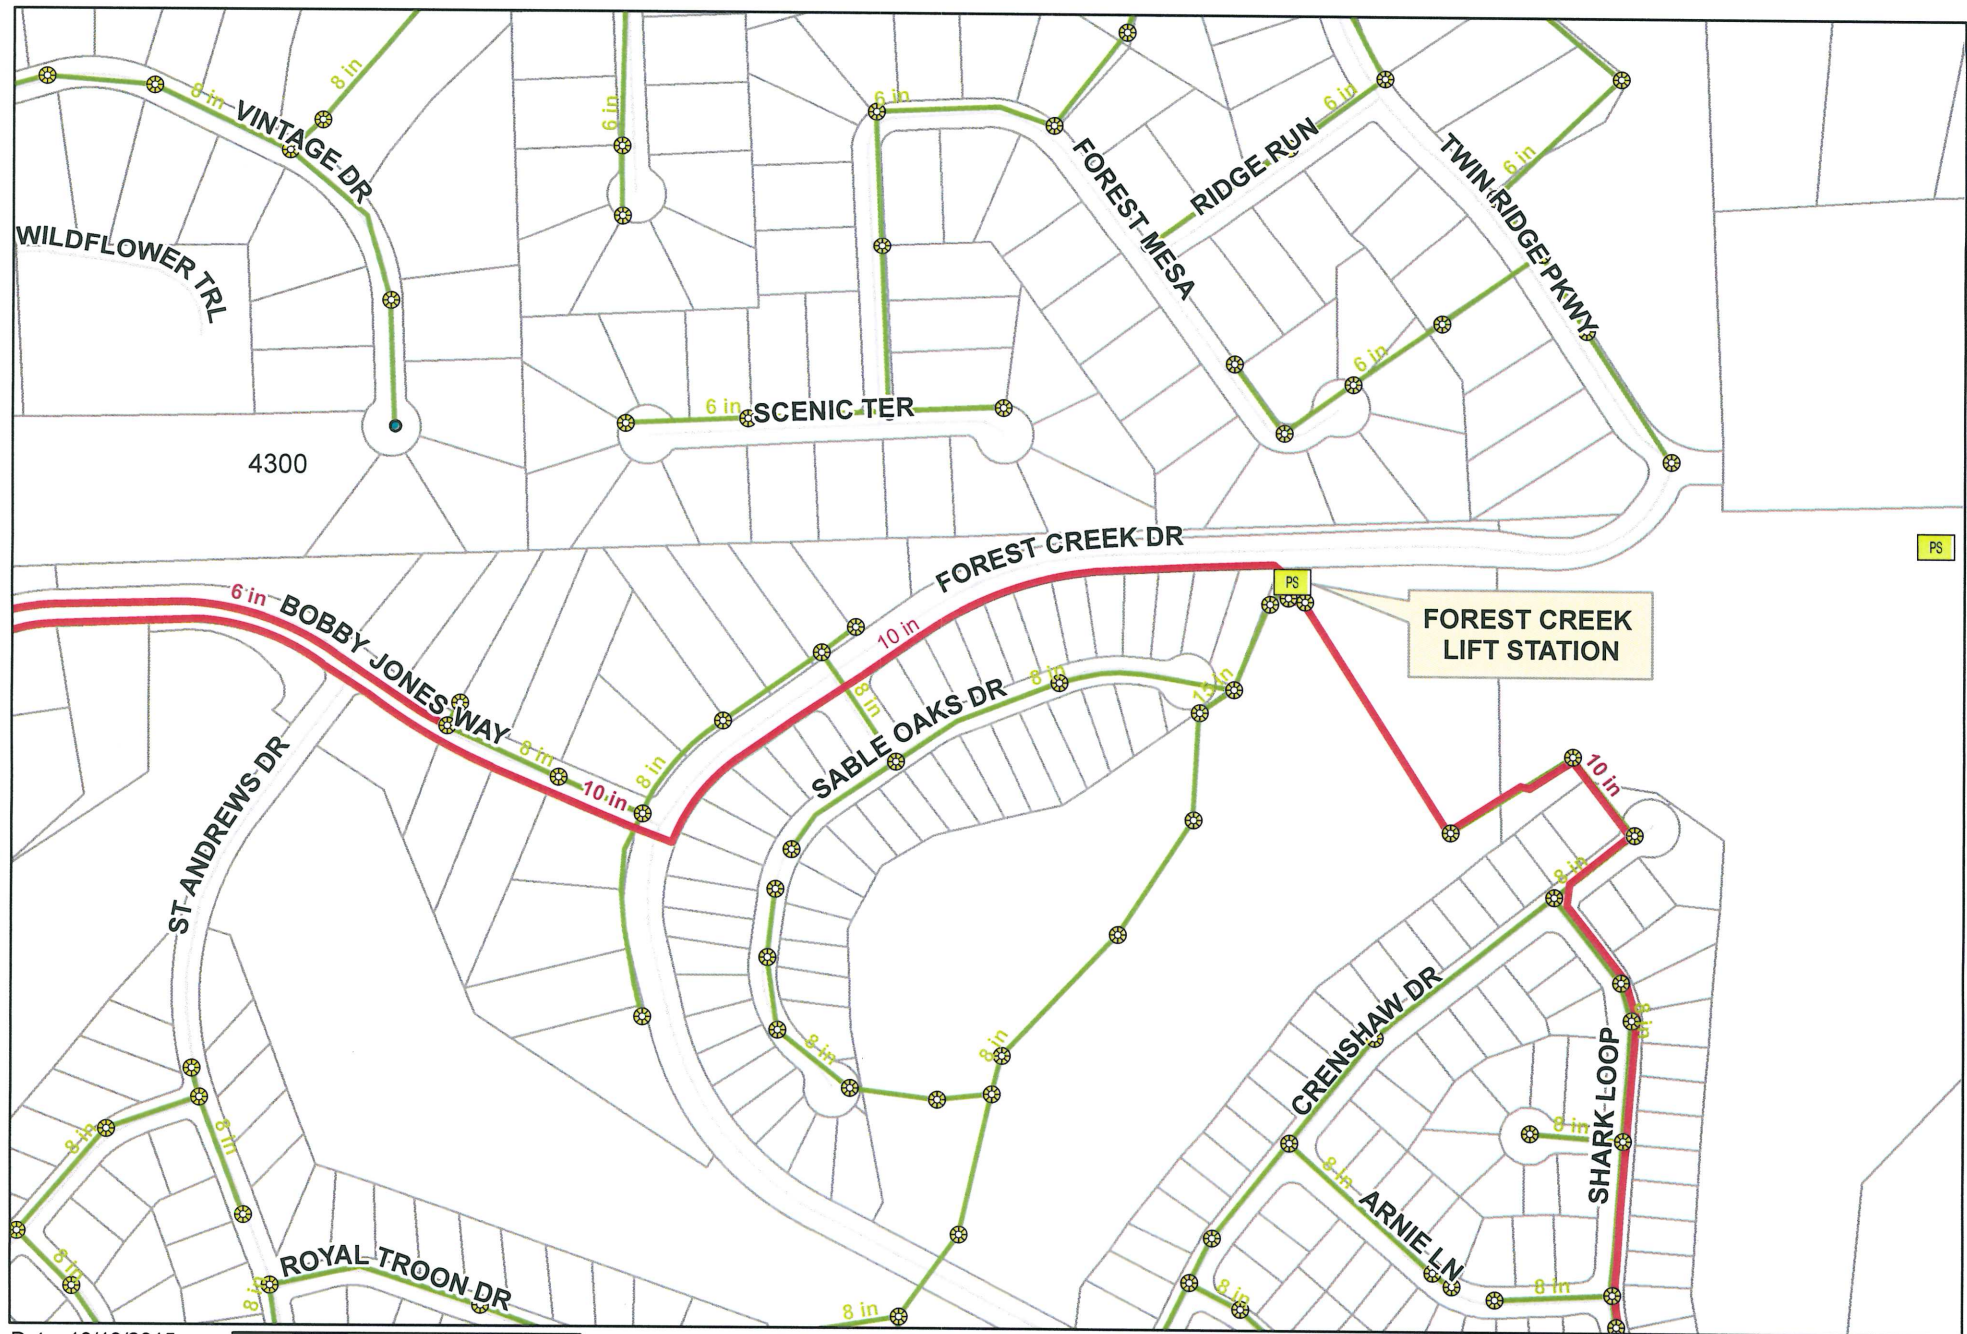 8 in
8 in
VINTAGE DR
6 in
6 in
6 in
RIDGE RUN
FOREST MESA
TWIN RIDGE PKWY
6 in
WILDFLOWER TRL
6 in
6 in
SCENIC TER
4300
FOREST CREEK DR
PS
PS
FOREST CREEK
LIFT STATION
6 in
BOBBY JONES WAY
10 in
8 in
8 in
15 in
SABLE OAKS DR
8 in
8 in
10 in
10 in
ST ANDREWS DR
8 in
8 in
CRENSHAW DR
8 in
8 in
SHARK LOOP
8 in
8 in
8 in
8 in
ARNIE LN
8 in
ROYAL TROON DR
8 in
8 in
8 in
8 in
8 in